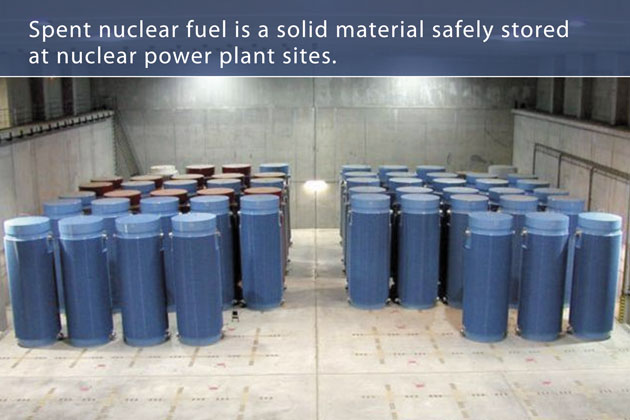 Spent nuclear fuel is a solid material safely stored
at nuclear power plant sites.